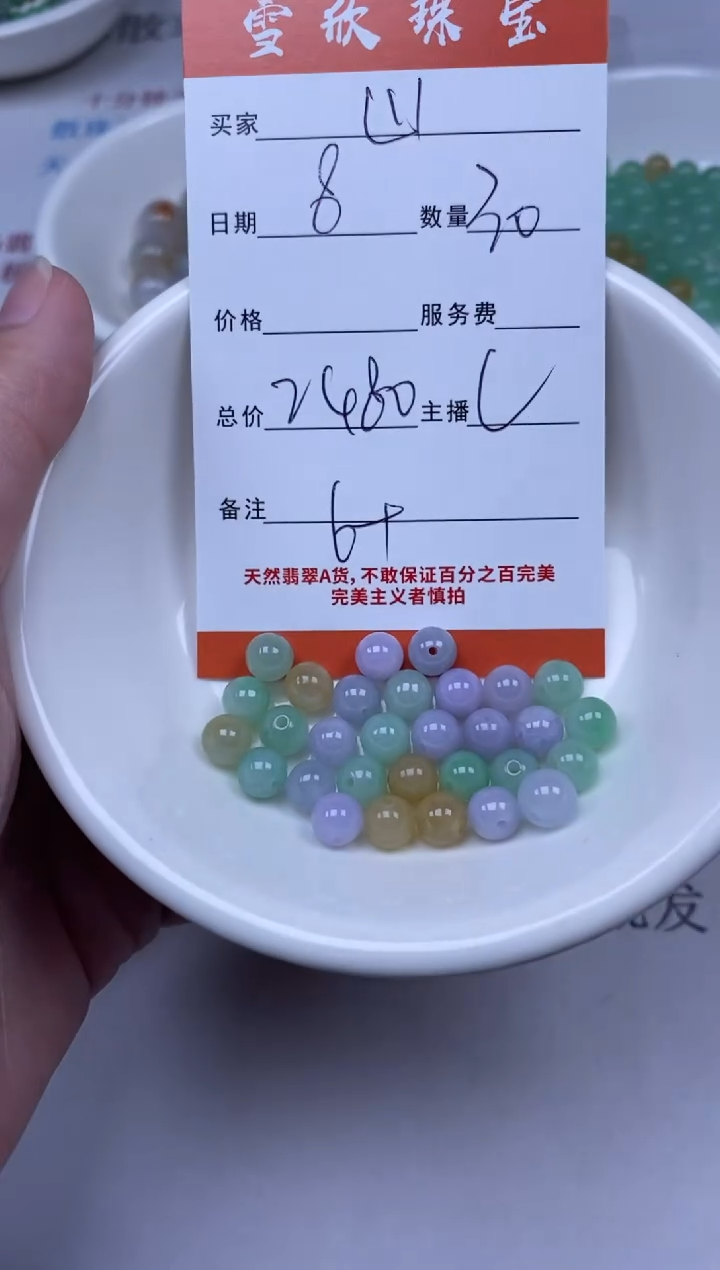 雪欣珠宝
买家 山
日期 8 数量 30
价格 服务费
总价 2480 主播 C
备注 6+
天然翡翠A货,不敢保证百分之百完美
完美主义者慎拍
发